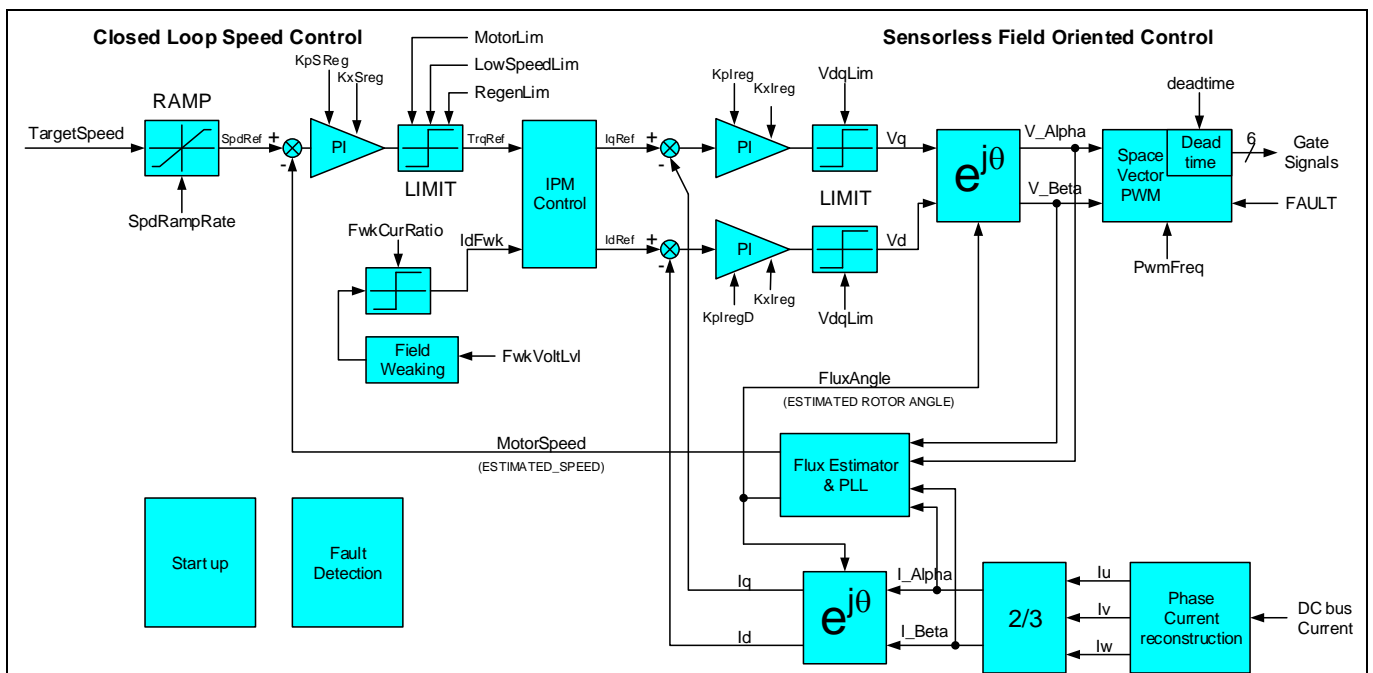 Closed Loop Speed Control
Sensorless Field Oriented Control
KpSReg
KxSreg
MotorLim
LowSpeedLim
RegenLim
KpIreg
KxIreg
VdqLim
deadtime
RAMP
TargetSpeed
SpdRef
+
-
PI
TrqRef
LIMIT
SpdRampRate
IPM
Control
IqRef
+
-
PI
LIMIT
Vq
e^jθ
V_Alpha
V_Beta
Space
Vector
PWM
Dead
time
6
Gate
Signals
FAULT
PwmFreq
FwkCurRatio
IdFwk
IdRef
+
-
PI
KpIregD
KxIreg
Vd
VdqLim
Field
Weaking
FwkVoltLvl
FluxAngle
(ESTIMATED ROTOR ANGLE)
MotorSpeed
(ESTIMATED_SPEED)
Flux Estimator
& PLL
Start up
Fault
Detection
Iq
Id
e^jθ
I_Alpha
I_Beta
2/3
Iu
Iv
Iw
Phase
Current
reconstruction
DC bus
Current